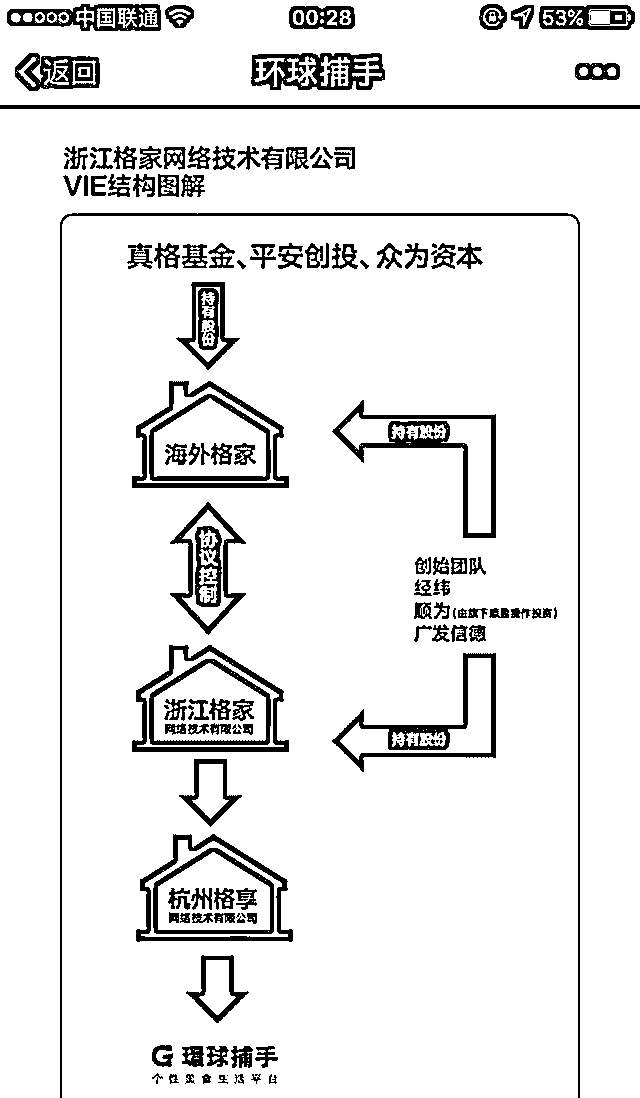 中国联通
00:28
53%
返回
环球捕手
浙江格家网络技术有限公司
VIE结构图解
真格基金、平安创投、众为资本
持有股份
海外格家
持有股份
协议控制
创始团队
经纬
顺为(由旗下底盈操作投资)
广发信德
浙江格家
网络技术有限公司
持有股份
杭州格享
网络技术有限公司
G 環球捕手
个性美食生活平台